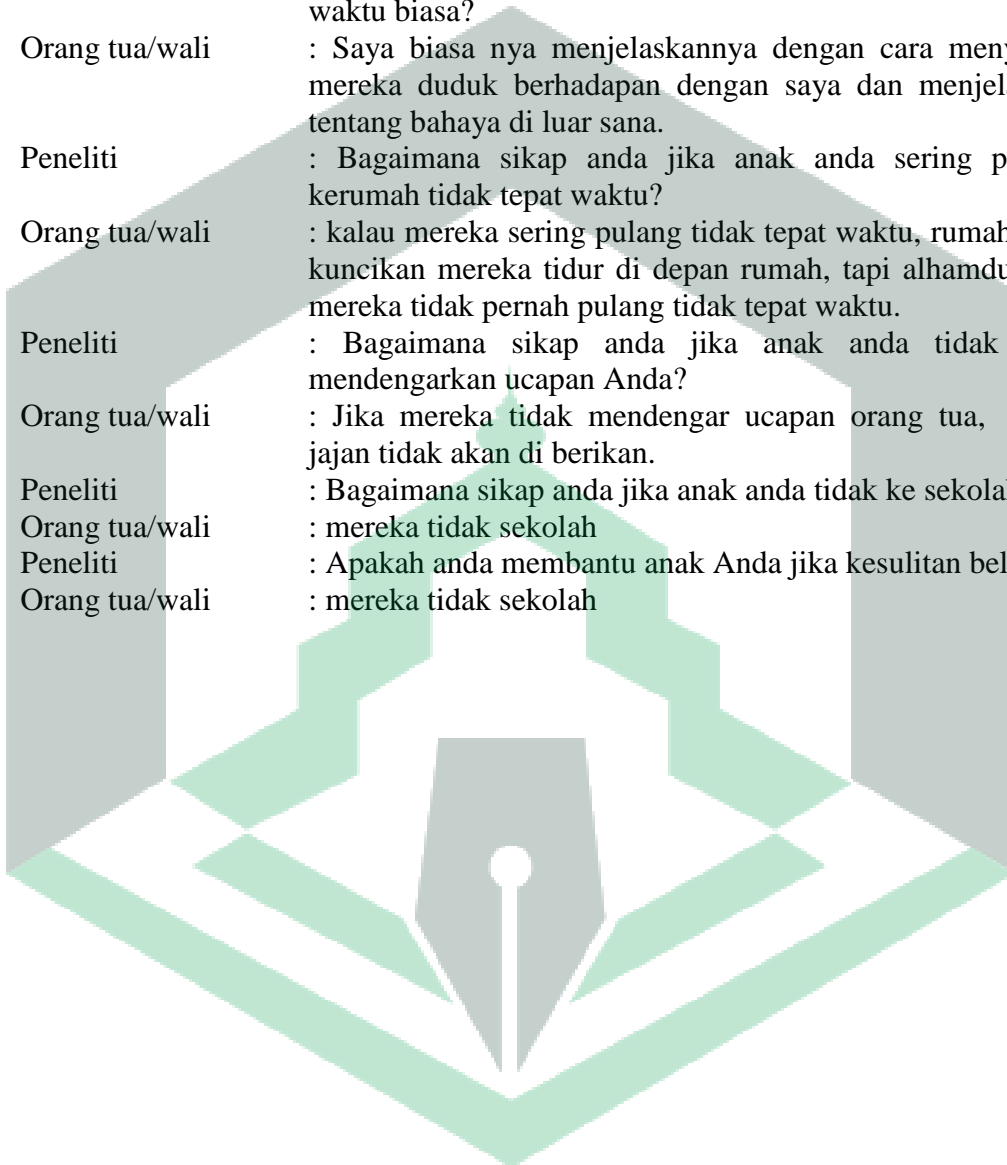 waktu biasa?
Orang tua/wali : Saya biasa nya menjelaskannya dengan cara
mereka duduk berhadapan dengan saya dan
tentang bahaya di luar sana.
Peneliti : Bagaimana sikap anda jika anak anda sering
kerumah tidak tepat waktu?
Orang tua/wali : kalau mereka sering pulang tidak tepat waktu, rumah
kuncikan mereka tidur di depan rumah, tapi
mereka tidak pernah pulang tidak tepat waktu.
Peneliti : Bagaimana sikap anda jika anak anda tidak
mendengarkan ucapan Anda?
Orang tua/wali : Jika mereka tidak mendengar ucapan orang tua,
jajan tidak akan di berikan.
Peneliti : Bagaimana sikap anda jika anak anda tidak ke
Orang tua/wali : mereka tidak sekolah
Peneliti : Apakah anda membantu anak Anda jika kesulitan
Orang tua/wali : mereka tidak sekolah